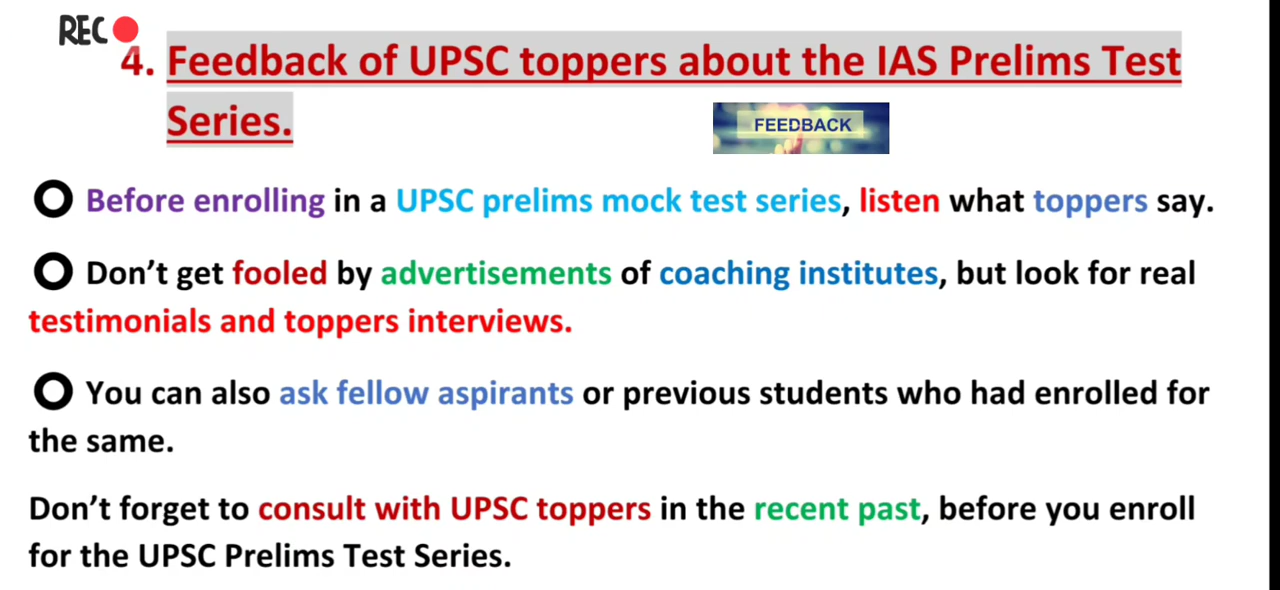 REC
4. Feedback of UPSC toppers about the IAS Prelims Test
Series.
FEEDBACK
Before enrolling in a UPSC prelims mock test series, listen what toppers say.
Don’t get fooled by advertisements of coaching institutes, but look for real
testimonials and toppers interviews.
You can also ask fellow aspirants or previous students who had enrolled for
the same.
Don’t forget to consult with UPSC toppers in the recent past, before you enroll
for the UPSC Prelims Test Series.